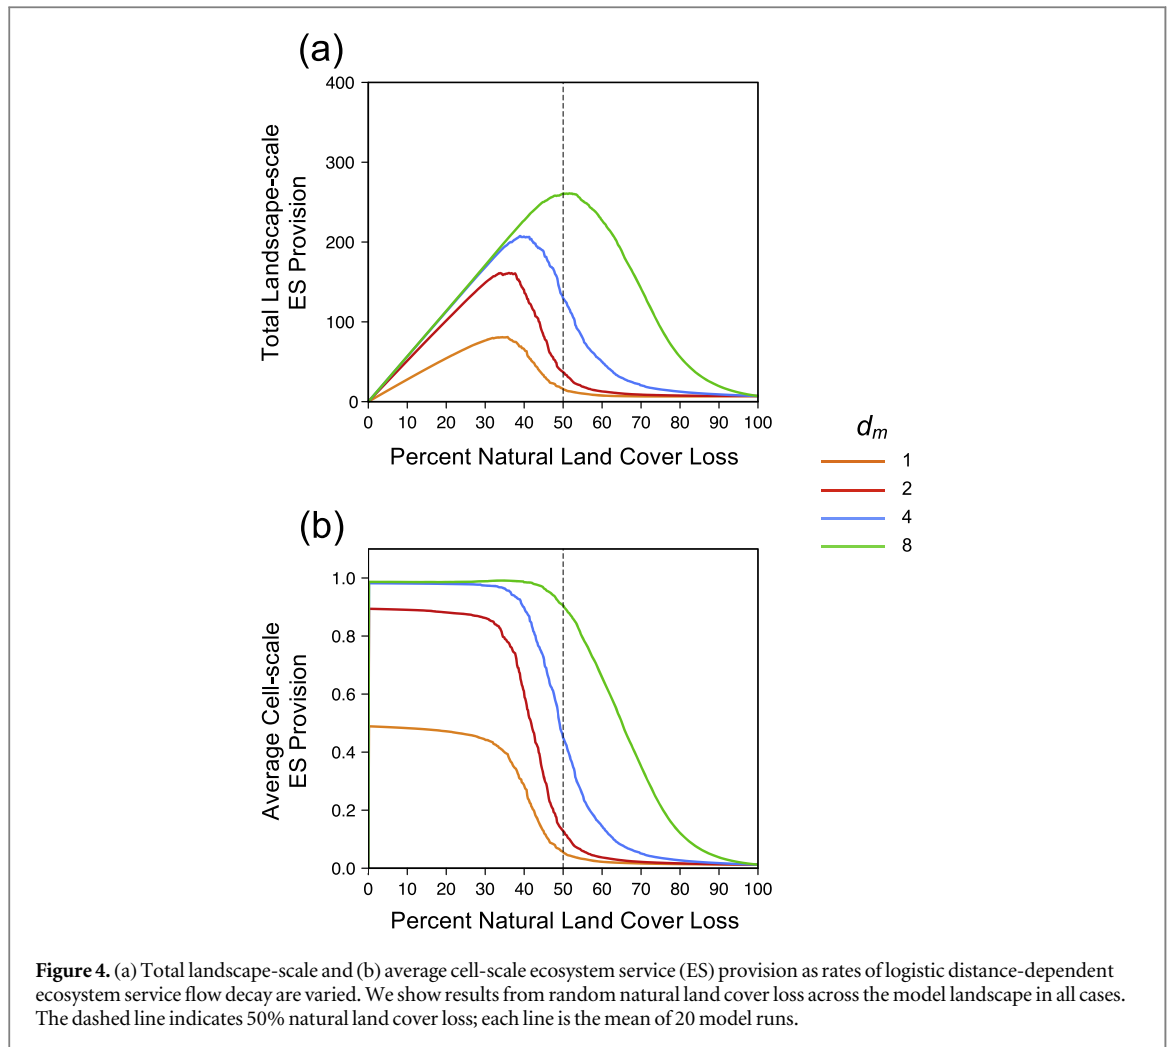 (a)
400
300
200
100
0
Total Landscape-scale
ES Provision
0 10 20 30 40 50 60 70 80 90 100
Percent Natural Land Cover Loss
dm
1
2
4
8
(b)
1.0
0.8
0.6
0.4
0.2
0.0
Average Cell-scale
ES Provision
0 10 20 30 40 50 60 70 80 90 100
Percent Natural Land Cover Loss
Figure 4. (a) Total landscape-scale and (b) average cell-scale ecosystem service (ES) provision as rates of logistic distance-dependent
ecosystem service flow decay are varied. We show results from random natural land cover loss across the model landscape in all cases.
The dashed line indicates 50% natural land cover loss; each line is the mean of 20 model runs.